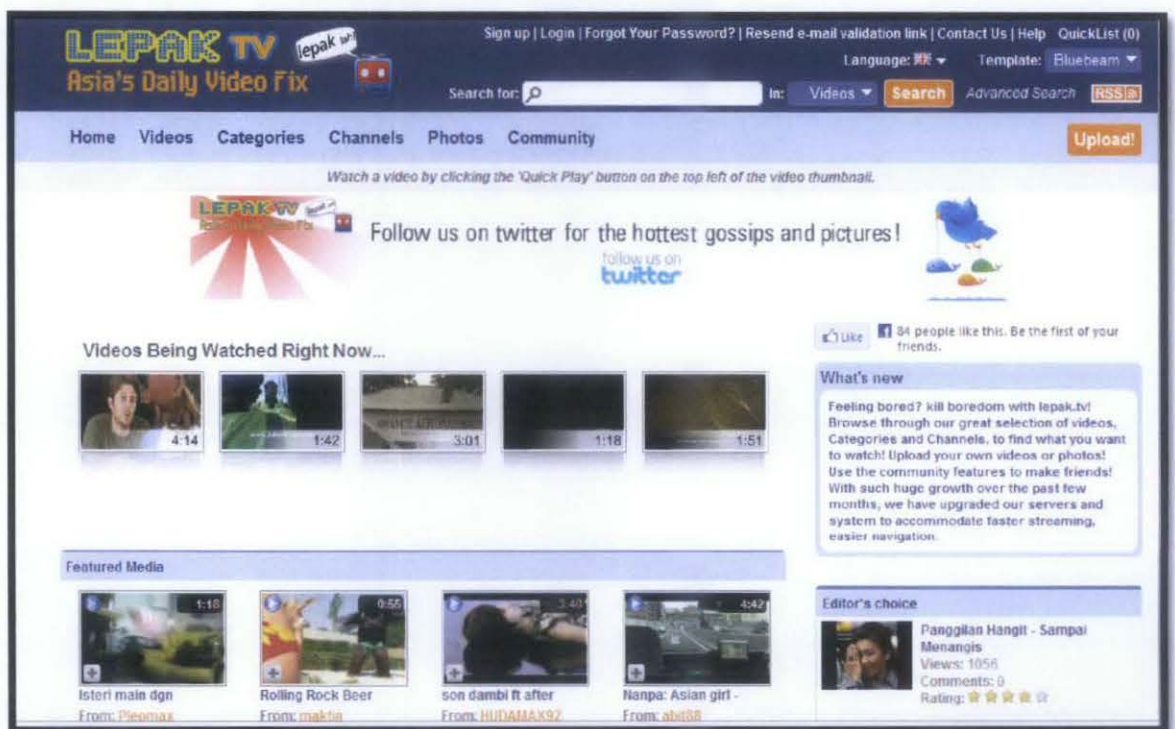 LEPAK TV
lepak lah!
Asia's Daily Video Fix
Sign up | Login | Forgot Your Password? | Resend e-mail validation link | Contact Us | Help QuickList (0)
Language: Template: Bluebeam
Search for: In: Videos Search Advanced Search RSS
Home Videos Categories Channels Photos Community Upload!
Watch a video by clicking the 'Quick Play' button on the top left of the video thumbnail.
LEPAK TV
Asia's Daily Video Fix
Follow us on twitter for the hottest gossips and pictures!
follow us on
twitter
Like 84 people like this. Be the first of your
friends.
Videos Being Watched Right Now...
4:14 1:42 3:01 1:18 1:51
What's new
Feeling bored? kill boredom with lepak.tv!
Browse through our great selection of videos,
Categories and Channels, to find what you want
to watch! Upload your own videos or photos!
Use the community features to make friends!
With such huge growth over the past few
months, we have upgraded our servers and
system to accommodate faster streaming,
easier navigation.
Featured Media
1:18 0:55 3:40 4:42
Isteri main dgn Rolling Rock Beer son dambi ft after Nanpa: Asian girl -
From: Pleomax From: maktia From: HUDAMAX92 From: abit88
Editor's choice
Panggilan Hangit - Sampai
Menangis
Views: 1056
Comments: 0
Rating: